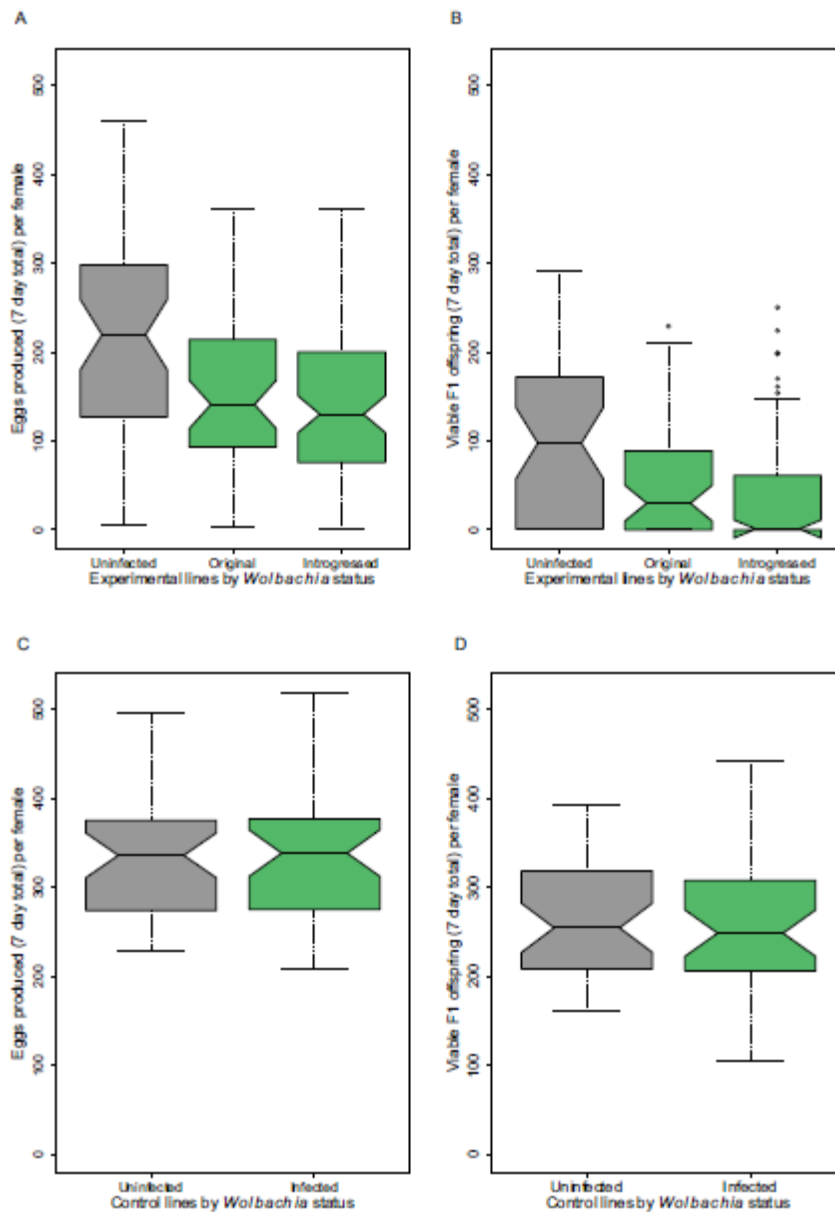 A
Eggs produced (7 day total) per female
500
400
300
200
100
0
Uninfected Original Introgressed
Experimental lines by Wolbachia status
B
Viable F1 offspring (7 day total) per female
500
400
300
200
100
0
Uninfected Original Introgressed
Experimental lines by Wolbachia status
C
Eggs produced (7 day total) per female
500
400
300
200
100
0
Uninfected Infected
Control lines by Wolbachia status
D
Viable F1 offspring (7 day total) per female
500
400
300
200
100
0
Uninfected Infected
Control lines by Wolbachia status